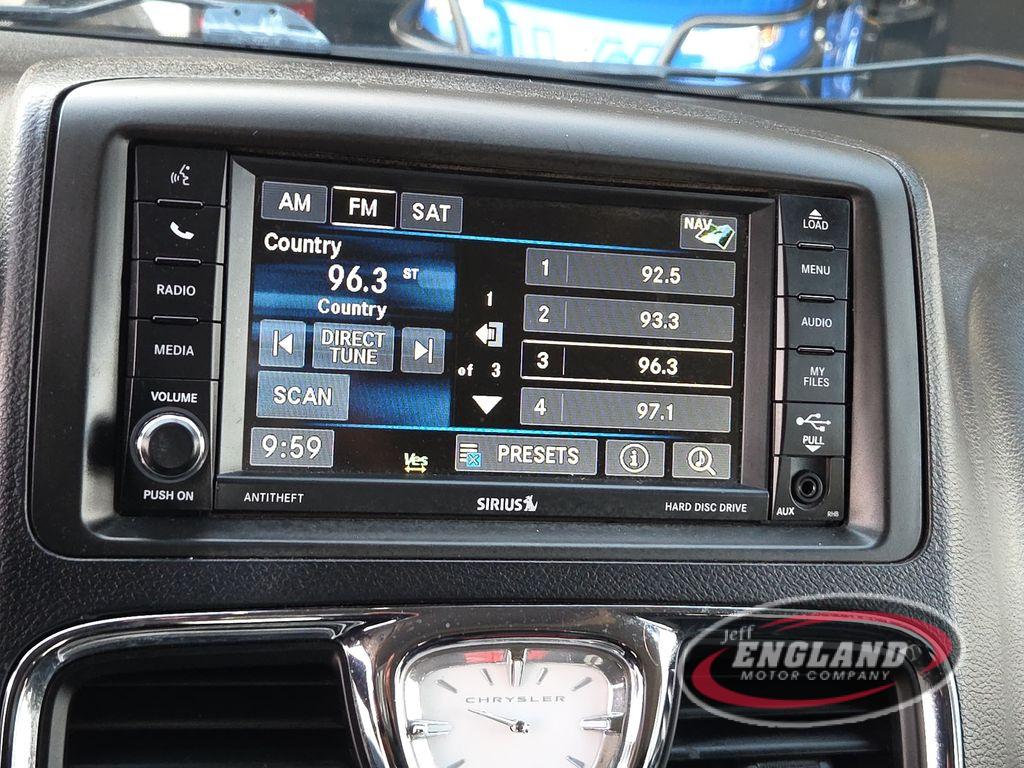 AM
FM
SAT
NAV
Country
96.3 ST
Country
DIRECT
TUNE
SCAN
9:59
Yes
1
of 3
1 92.5
2 93.3
3 96.3
4 97.1
PRESETS
RADIO
MEDIA
VOLUME
PUSH ON
LOAD
MENU
AUDIO
MY
FILES
PULL
AUX
RHB
ANTITHEFT
SIRIUS
HARD DISC DRIVE
CHRYSLER
Jeff
ENGLAND
MOTOR COMPANY